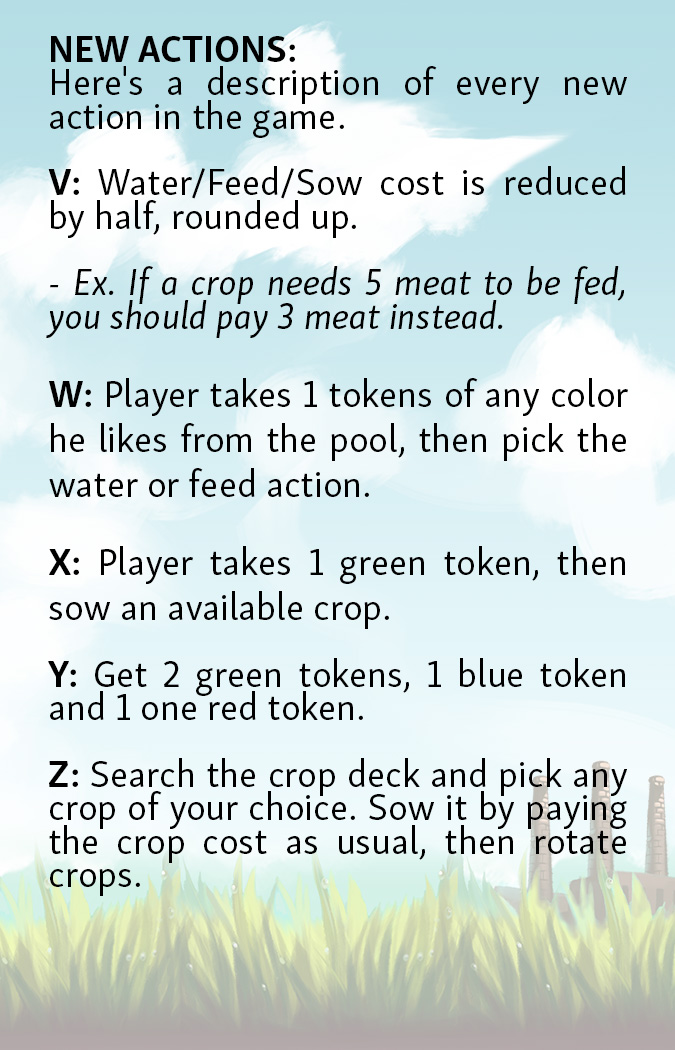 NEW ACTIONS:
Here's a description of every new
action in the game.
V: Water/Feed/Sow cost is reduced
by half, rounded up.
- Ex. If a crop needs 5 meat to be fed,
you should pay 3 meat instead.
W: Player takes 1 tokens of any color
he likes from the pool, then pick the
water or feed action.
X: Player takes 1 green token, then
sow an available crop.
Y: Get 2 green tokens, 1 blue token
and 1 one red token.
Z: Search the crop deck and pick any
crop of your choice. Sow it by paying
the crop cost as usual, then rotate
crops.